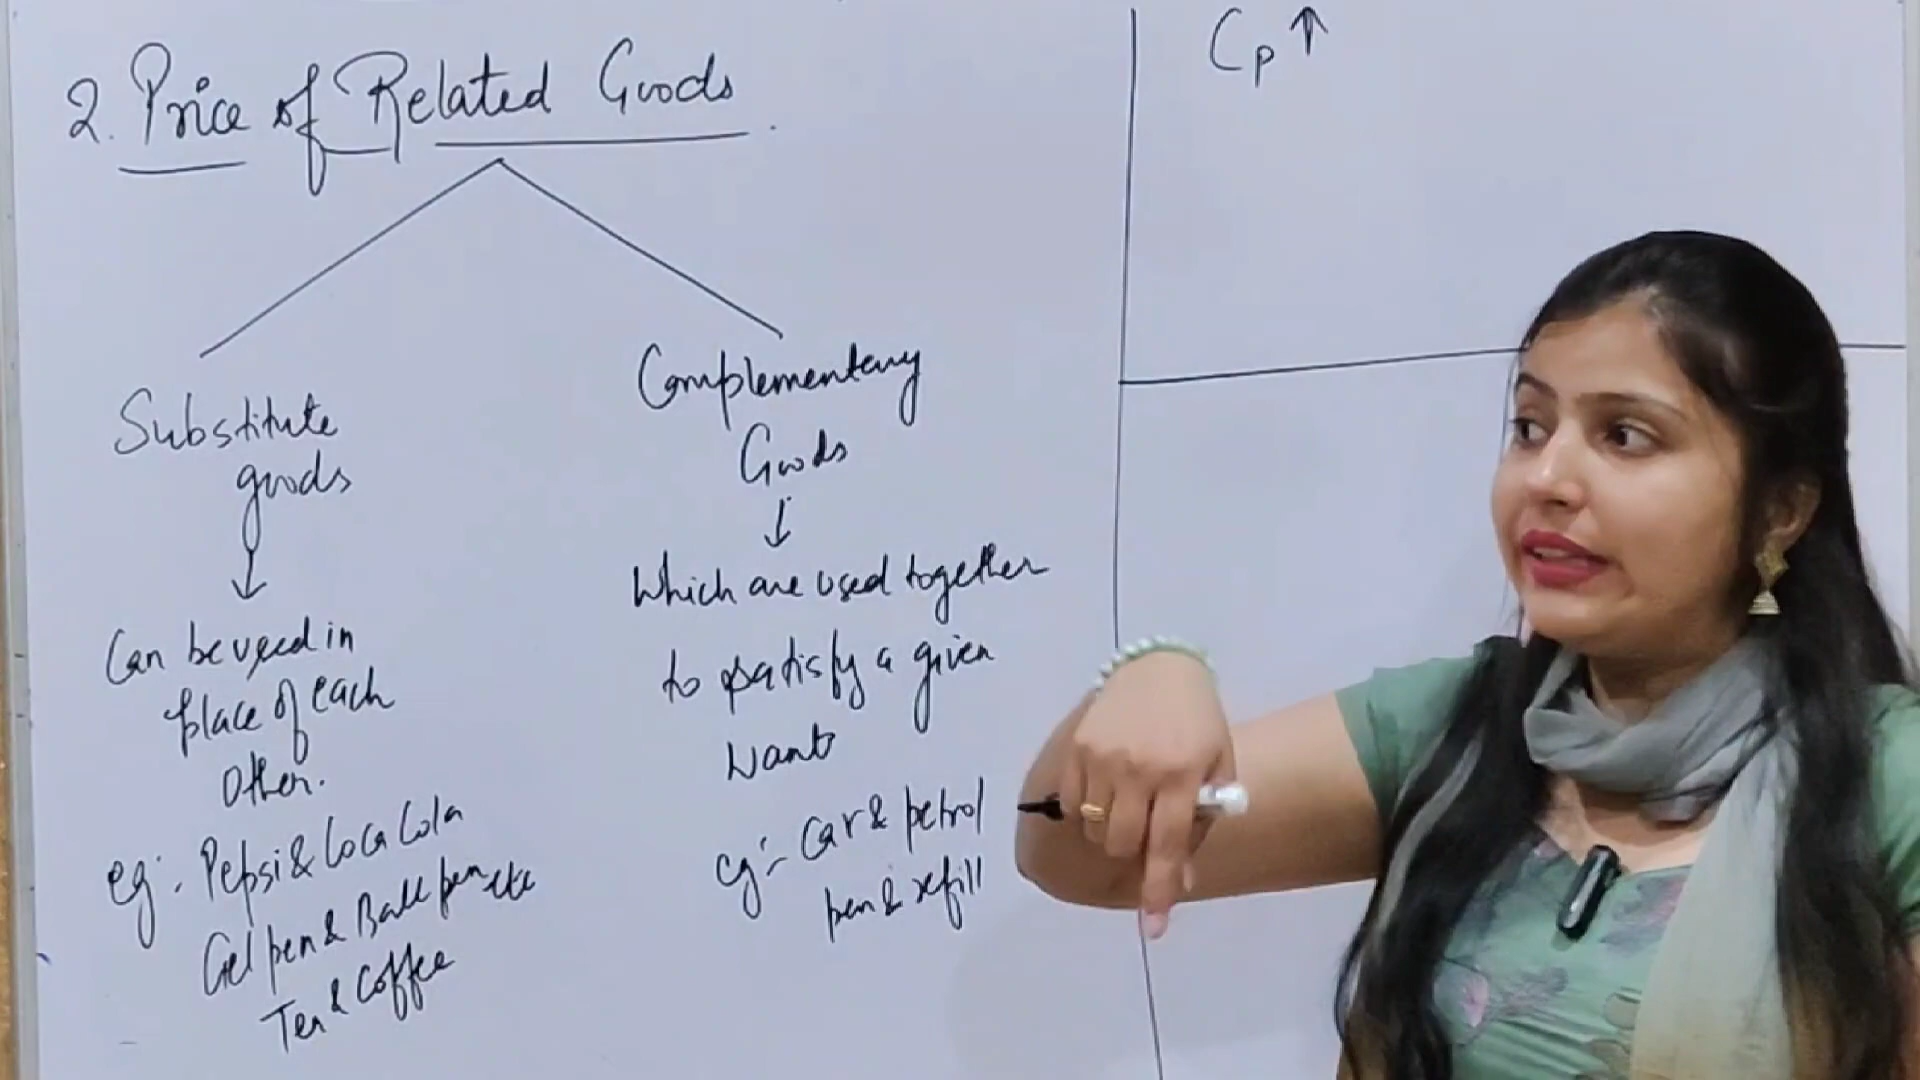 2. Price of Related Goods.
Substitute
goods
Can be used in
place of each
Other.
eg:- Pepsi & Coca Cola
Gel pen & Ball pen etc
Tea & Coffee
Complementary
Goods
Which are used together
to satisfy a given
want
eg:- Car & petrol
pen & refill
Cp ↑